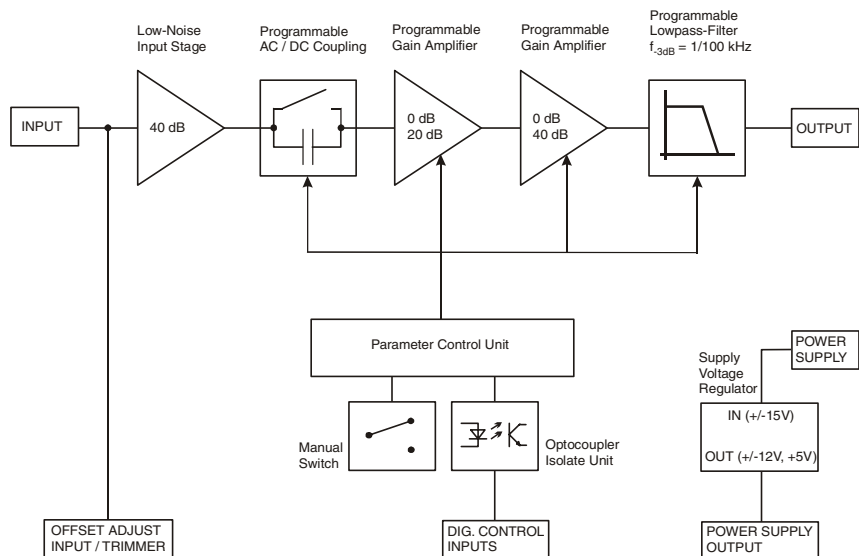 Low-Noise
Input Stage
Programmable
AC / DC Coupling
Programmable
Gain Amplifier
Programmable
Gain Amplifier
Programmable
Lowpass-Filter
f-3dB = 1/100 kHz
INPUT
40 dB
0 dB
20 dB
0 dB
40 dB
OUTPUT
Parameter Control Unit
Manual
Switch
Optocoupler
Isolate Unit
Supply
Voltage
Regulator
POWER
SUPPLY
IN (+/-15V)
OUT (+/-12V, +5V)
OFFSET ADJUST
INPUT / TRIMMER
DIG. CONTROL
INPUTS
POWER SUPPLY
OUTPUT